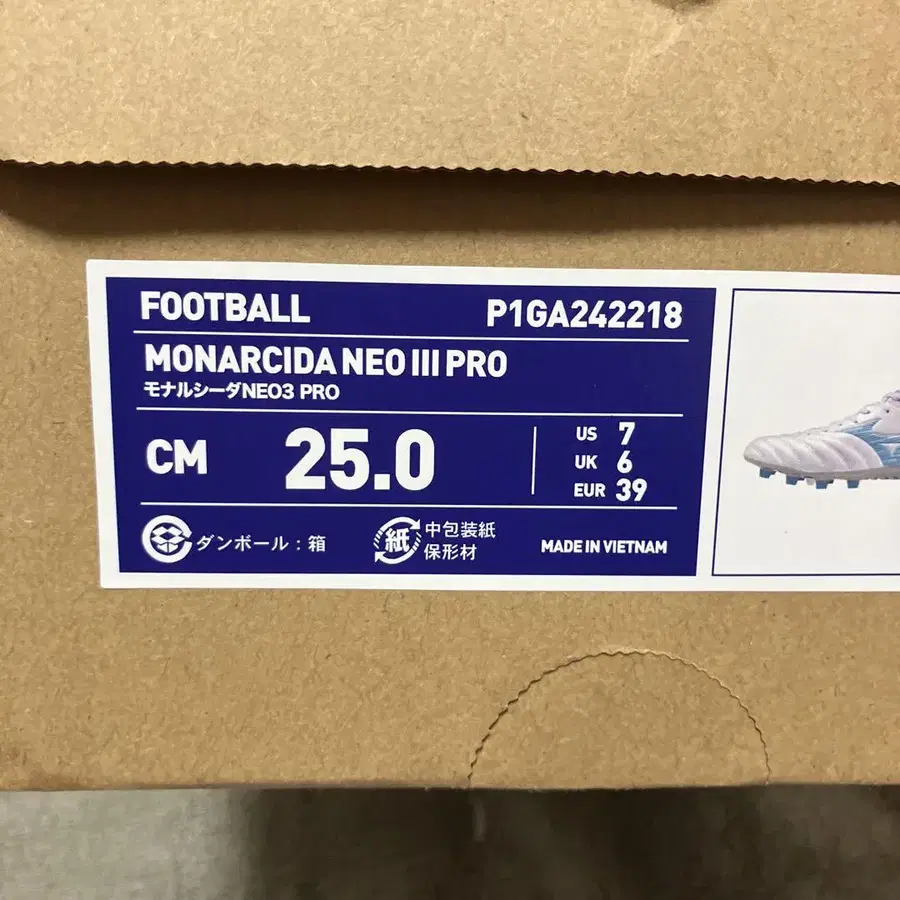 FOOTBALL P1GA242218
MONARCIDA NEO III PRO
モナルシーダNEO3 PRO
CM 25.0
US 7
UK 6
EUR 39
ダンボール：箱
紙 中包装紙
保形材
MADE IN VIETNAM